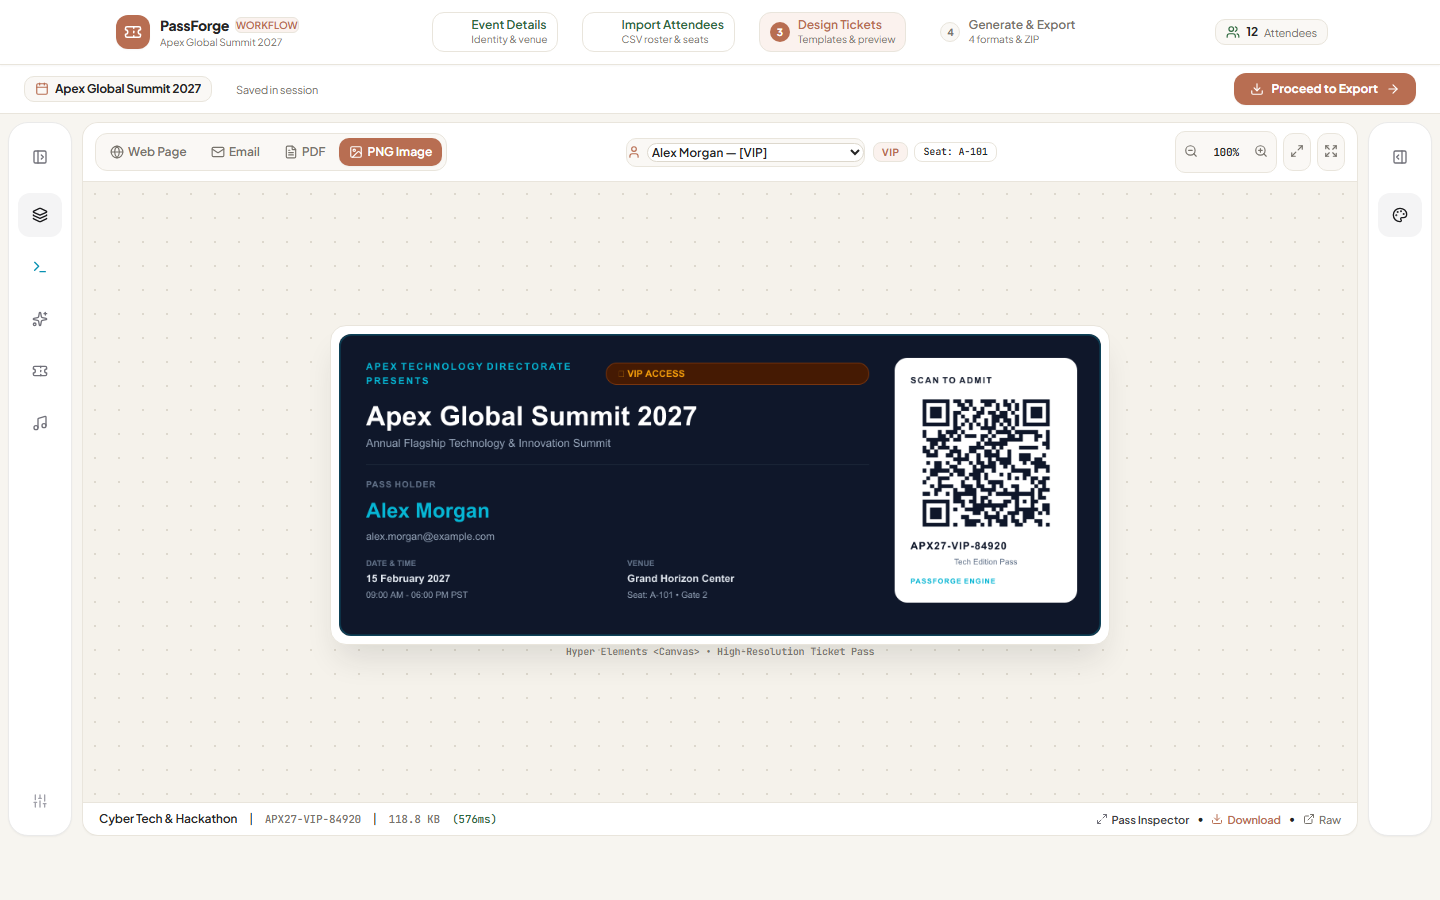 PassForge WORKFLOW
Apex Global Summit 2027
Event Details
Identity & venue
Import Attendees
CSV roster & seats
3
Design Tickets
Templates & preview
4
Generate & Export
4 formats & ZIP
12 Attendees
Apex Global Summit 2027
Saved in session
Proceed to Export
Web Page
Email
PDF
PNG Image
Alex Morgan — [VIP]
VIP
Seat: A-101
100%
APEX TECHNOLOGY DIRECTORATE
PRESENTS
VIP ACCESS
Apex Global Summit 2027
Annual Flagship Technology & Innovation Summit
PASS HOLDER
Alex Morgan
alex.morgan@example.com
DATE & TIME
15 February 2027
09:00 AM - 06:00 PM PST
VENUE
Grand Horizon Center
Seat: A-101 • Gate 2
SCAN TO ADMIT
APX27-VIP-84920
Tech Edition Pass
PASSFORGE ENGINE
Hyper Elements <Canvas> • High-Resolution Ticket Pass
Cyber Tech & Hackathon | APX27-VIP-84920 | 118.8 KB (576ms)
Pass Inspector • Download • Raw